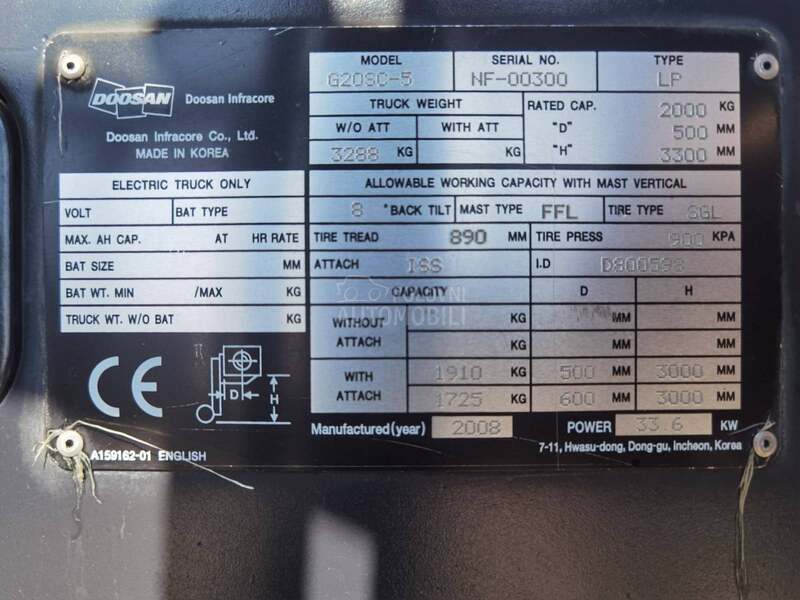 DOOSAN Doosan Infracore
Doosan Infracore Co., Ltd.
MADE IN KOREA
MODEL SERIAL NO. TYPE
G20SC-5 NF-00300 LP
TRUCK WEIGHT RATED CAP. 2000 KG
W/O ATT WITH ATT "D" 500 MM
3288 KG KG "H" 3300 MM
ELECTRIC TRUCK ONLY
VOLT BAT TYPE
MAX. AH CAP. AT HR RATE
BAT SIZE MM
BAT WT. MIN /MAX KG
TRUCK WT. W/O BAT KG
ALLOWABLE WORKING CAPACITY WITH MAST VERTICAL
8 °BACK TILT MAST TYPE FFL TIRE TYPE SGL
TIRE TREAD 890 MM TIRE PRESS 900 KPA
ATTACH ISS I.D D800598
CAPACITY D H
WITHOUT ATTACH KG MM MM
KG MM MM
WITH ATTACH 1910 KG 500 MM 3000 MM
1725 KG 600 MM 3000 MM
CE
D H
Manufactured (year) 2008 POWER 33.6 KW
7-11, Hwasu-dong, Dong-gu, Incheon, Korea
A159162-01 ENGLISH
AUTOMOBILI